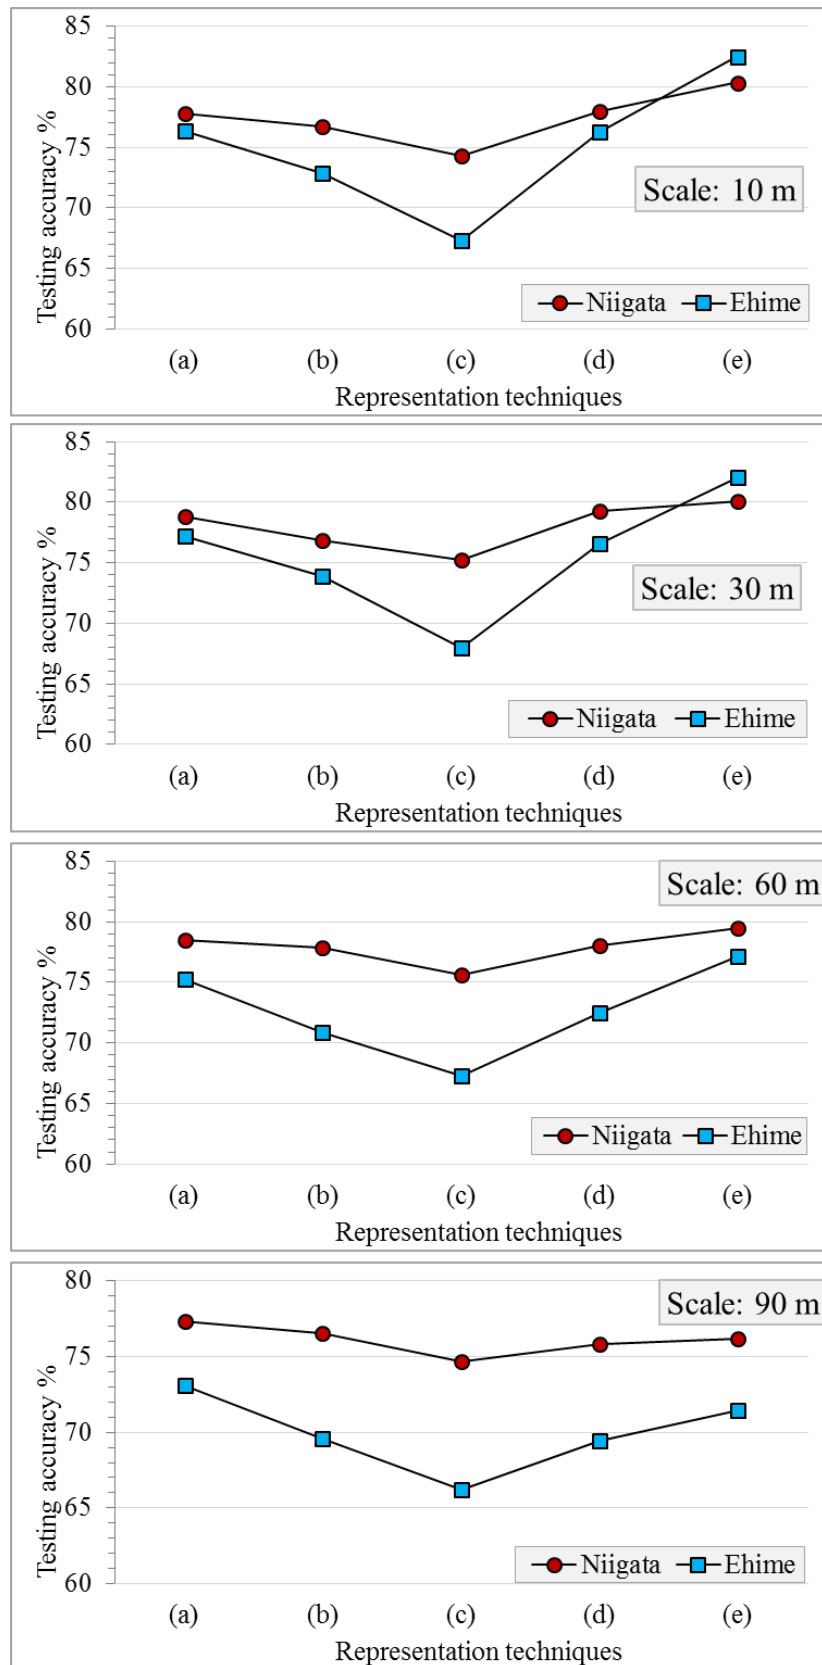 85
80
75
70
65
60
Testing accuracy %
Scale: 10 m
Niigata Ehime
(a) (b) (c) (d) (e)
Representation techniques
85
80
75
70
65
60
Testing accuracy %
Scale: 30 m
Niigata Ehime
(a) (b) (c) (d) (e)
Representation techniques
85
80
75
70
65
60
Testing accuracy %
Scale: 60 m
Niigata Ehime
(a) (b) (c) (d) (e)
Representation techniques
80
75
70
65
60
Testing accuracy %
Scale: 90 m
Niigata Ehime
(a) (b) (c) (d) (e)
Representation techniques